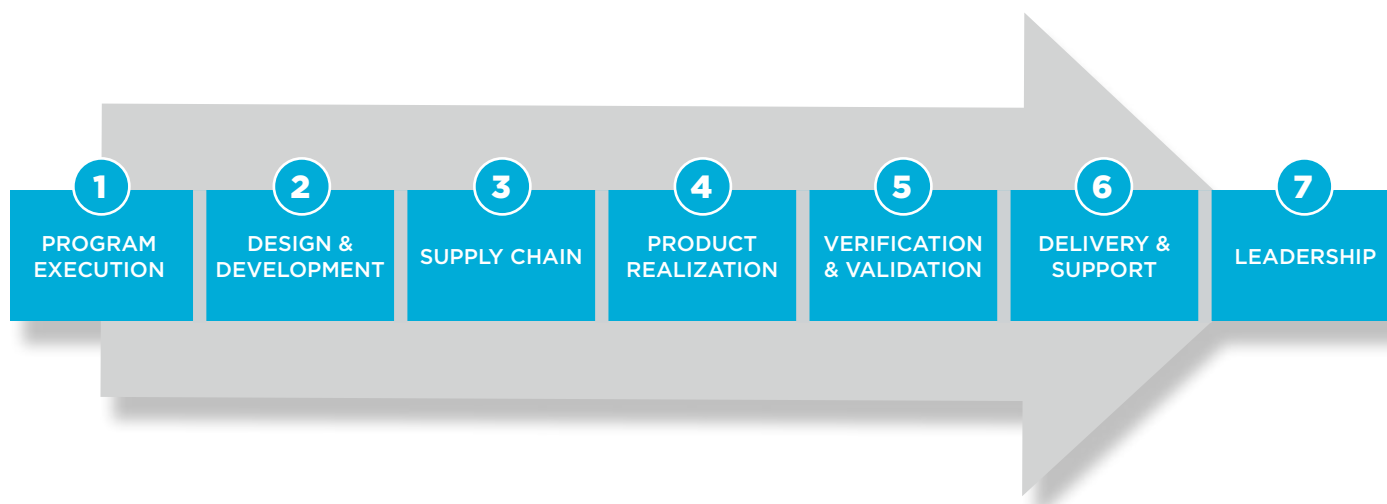 1
PROGRAM
EXECUTION
2
DESIGN &
DEVELOPMENT
3
SUPPLY CHAIN
4
PRODUCT
REALIZATION
5
VERIFICATION
& VALIDATION
6
DELIVERY &
SUPPORT
7
LEADERSHIP